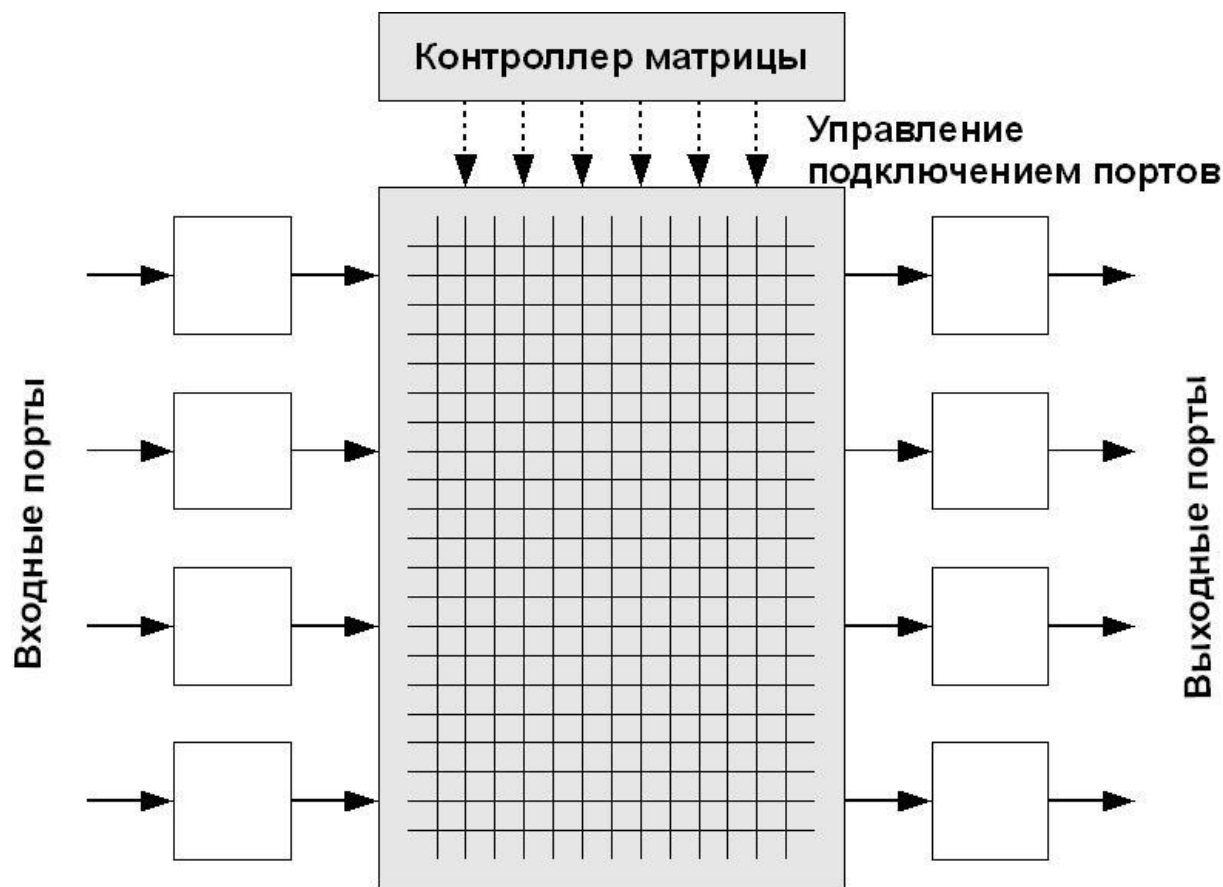 Контроллер матрицы
Управление
подключением портов
Входные порты
Выходные порты